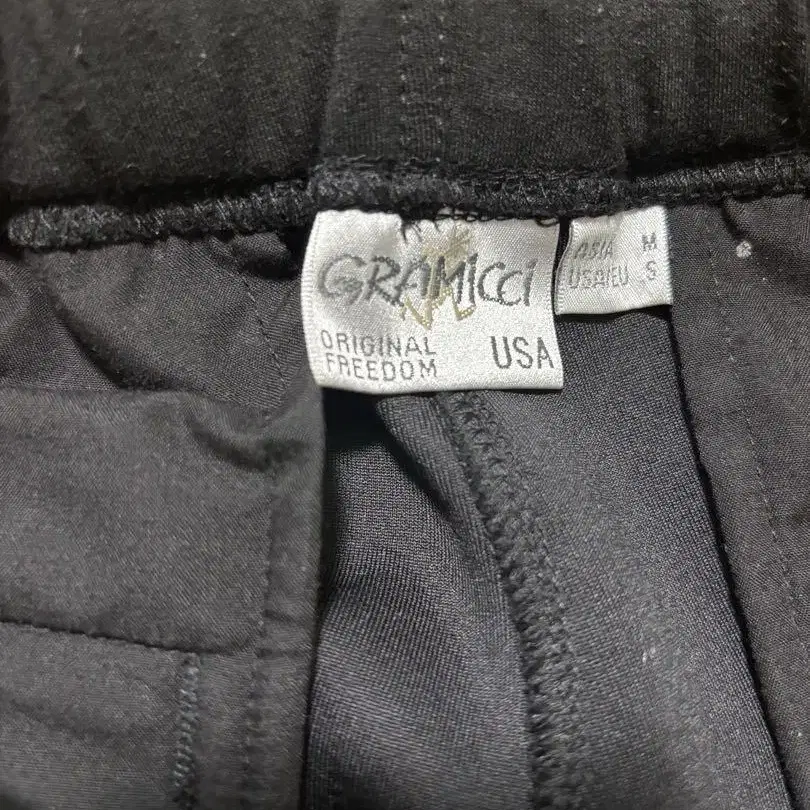 GRAMICCI
ORIGINAL
FREEDOM
USA
ASIA M
USA/EU S